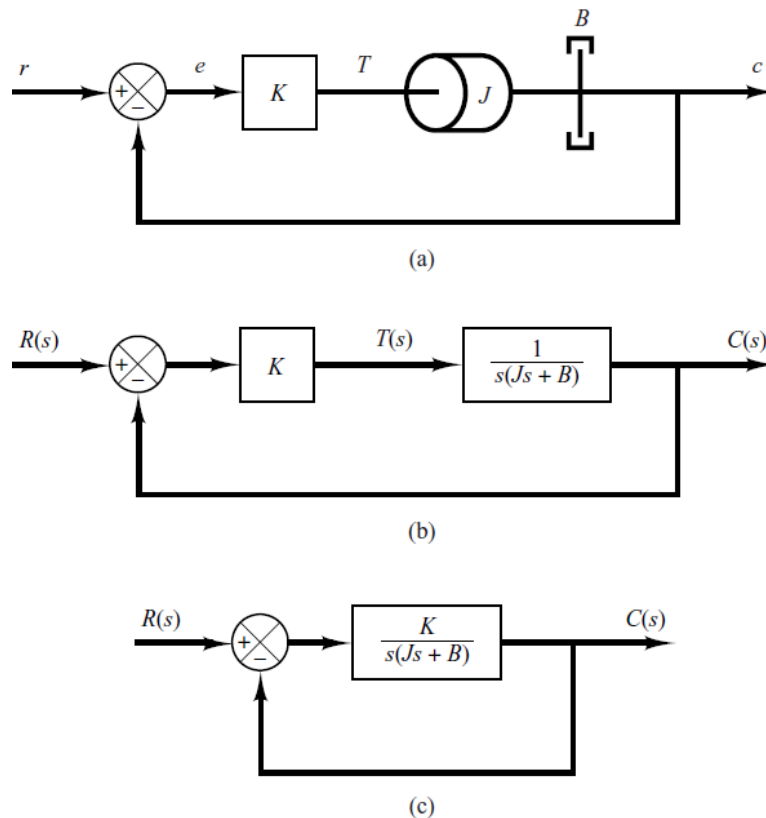 B
r + − e K T J c
(a)
R(s) + − K T(s) 1 / s(Js + B) C(s)
(b)
R(s) + − K / s(Js + B) C(s)
(c)